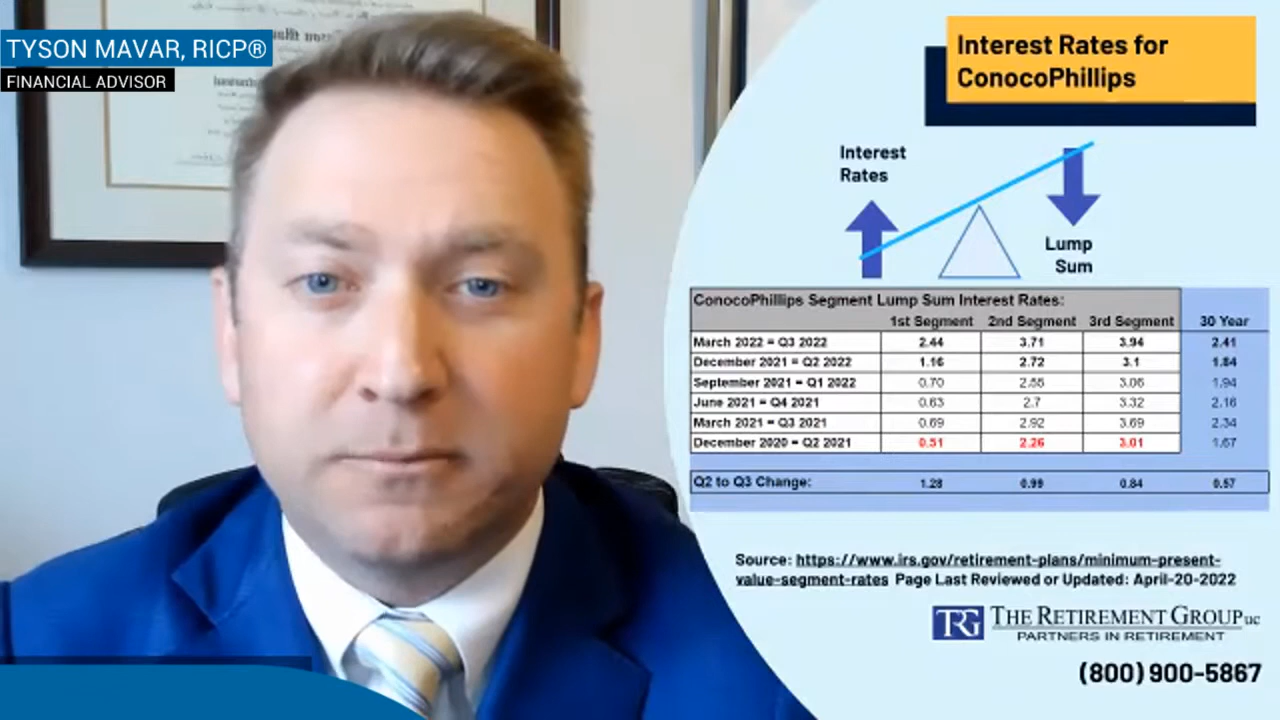 TYSON MAVAR, RICP®
FINANCIAL ADVISOR
Interest Rates for
ConocoPhillips
Interest
Rates
Lump
Sum
ConocoPhillips Segment Lump Sum Interest Rates:
1st Segment 2nd Segment 3rd Segment 30 Year
March 2022 = Q3 2022 2.44 3.71 3.94 2.41
December 2021 = Q2 2022 1.16 2.72 3.1 1.84
September 2021 = Q1 2022 0.70 3.06 1.94
June 2021 = Q4 2021 0.63 2.7 3.32 2.16
March 2021 = Q3 2021 0.69 2.92 3.69 2.34
December 2020 = Q2 2021 0.51 2.26 3.01 1.67
Q2 to Q3 Change: 1.28 0.99 0.84 0.57
Source: https://www.irs.gov/retirement-plans/minimum-present-
value-segment-rates Page Last Reviewed or Updated: April-20-2022
TRG THE RETIREMENT GROUP LLC
PARTNERS IN RETIREMENT
(800) 900-5867